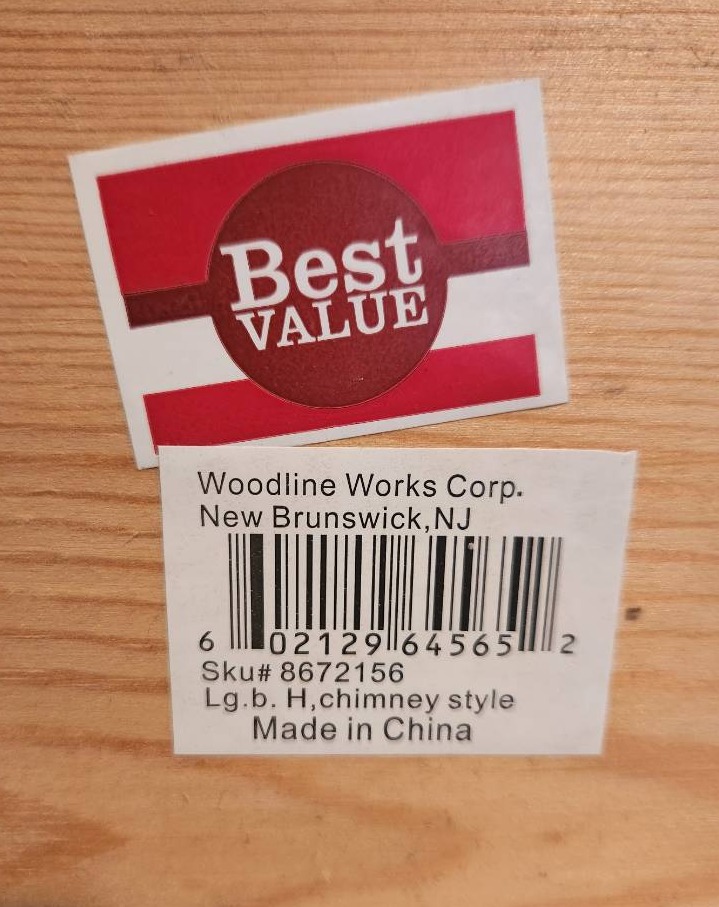 Best
VALUE
Woodline Works Corp.
New Brunswick,NJ
6 02129 64565 2
Sku# 8672156
Lg.b. H,chimney style
Made in China